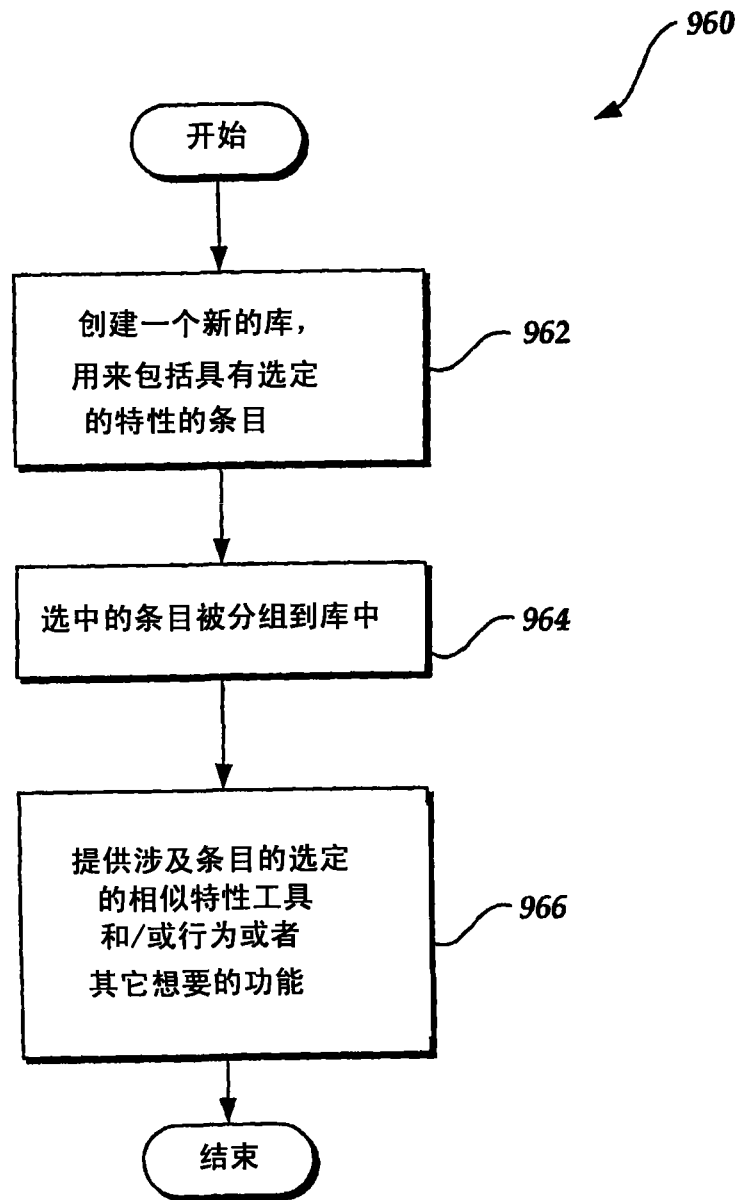 960
开始
创建一个新的库，
用来包括具有选定
的特性的条目
962
选中的条目被分组到库中
964
提供涉及条目的选定
的相似特性工具
和/或行为或者
其它想要的功能
966
结束